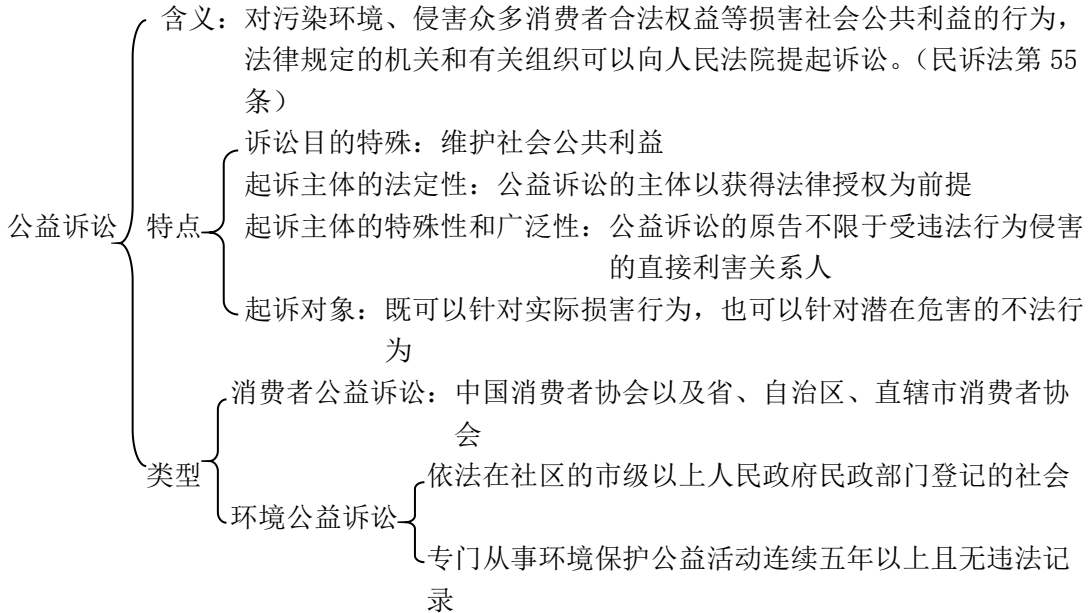 含义：对污染环境、侵害众多消费者合法权益等损害社会公共利益的行为，
法律规定的机关和有关组织可以向人民法院提起诉讼。（民诉法第 55
条）
诉讼目的特殊：维护社会公共利益
起诉主体的法定性：公益诉讼的主体以获得法律授权为前提
公益诉讼 特点 起诉主体的特殊性和广泛性：公益诉讼的原告不限于受违法行为侵害
的直接利害关系人
起诉对象：既可以针对实际损害行为，也可以针对潜在危害的不法行
为
消费者公益诉讼：中国消费者协会以及省、自治区、直辖市消费者协
会
类型
依法在社区的市级以上人民政府民政部门登记的社会
环境公益诉讼
专门从事环境保护公益活动连续五年以上且无违法记
录